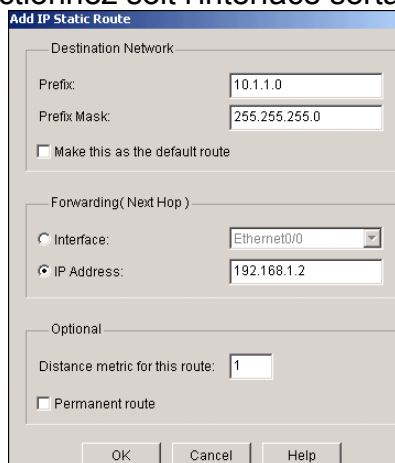 Add IP Static Route
Destination Network
Prefix: 10.1.1.0
Prefix Mask: 255.255.255.0
Make this as the default route
Forwarding( Next Hop )
Interface: Ethernet0/0
IP Address: 192.168.1.2
Optional
Distance metric for this route: 1
Permanent route
OK Cancel Help